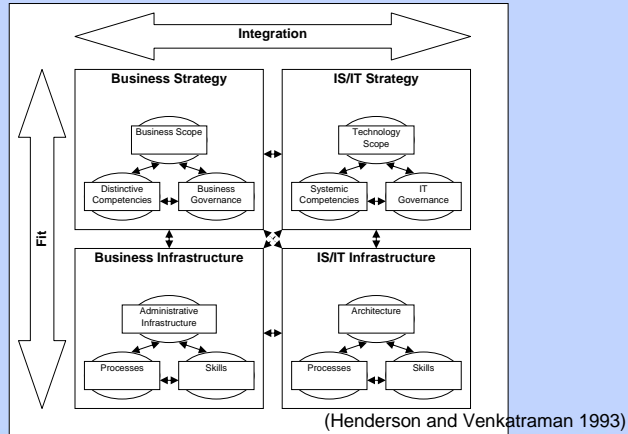 Integration
Business Strategy
Business Scope
Distinctive
Competencies
Business
Governance
IS/IT Strategy
Technology
Scope
Systemic
Competencies
IT
Governance
Fit
Business Infrastructure
Administrative
Infrastructure
Processes
Skills
IS/IT Infrastructure
Architecture
Processes
Skills
(Henderson and Venkatraman 1993)